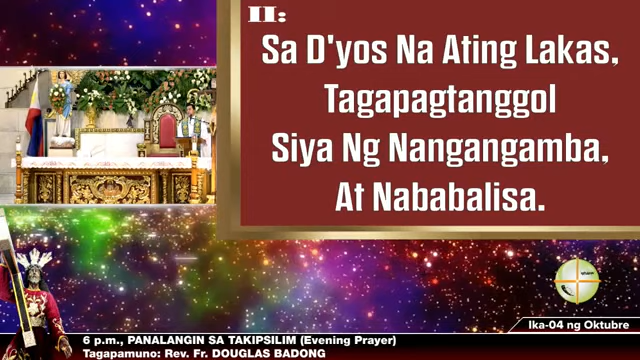 II:
Sa D'yos Na Ating Lakas,
Tagapagtanggol
Siya Ng Nangangamba,
At Nababalisa.
Ika-04 ng Oktubre
6 p.m., PANALANGIN SA TAKIPSILIM (Evening Prayer)
Tagapamuno: Rev. Fr. DOUGLAS BADONG